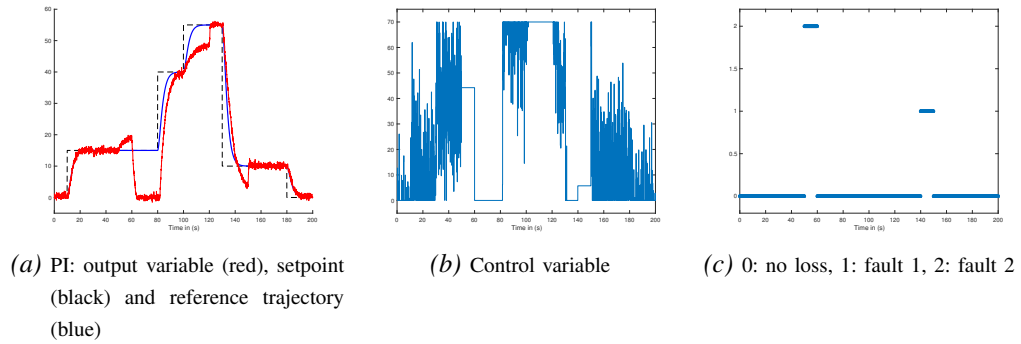 60
50
40
30
20
10
0
0 20 40 60 80 100 120 140 160 180 200
Time in (s)
70
60
50
40
30
20
10
0
0 20 40 60 80 100 120 140 160 180 200
Time in (s)
2
1.5
1
0.5
0
0 20 40 60 80 100 120 140 160 180 200
Time in (s)
(a) PI: output variable (red), setpoint
(black) and reference trajectory
(blue)
(b) Control variable
(c) 0: no loss, 1: fault 1, 2: fault 2